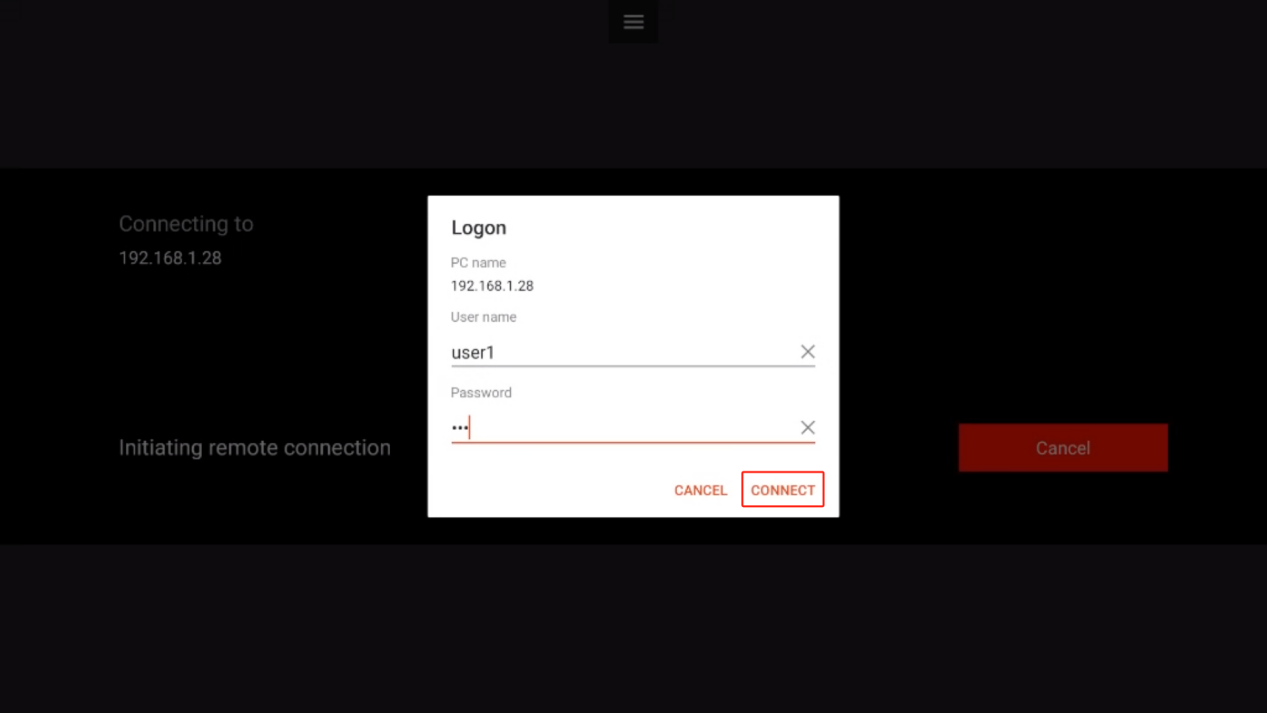 Connecting to
192.168.1.28
Logon
PC name
192.168.1.28
User name
user1
Password
•••
Initiating remote connection
Cancel
CANCEL CONNECT